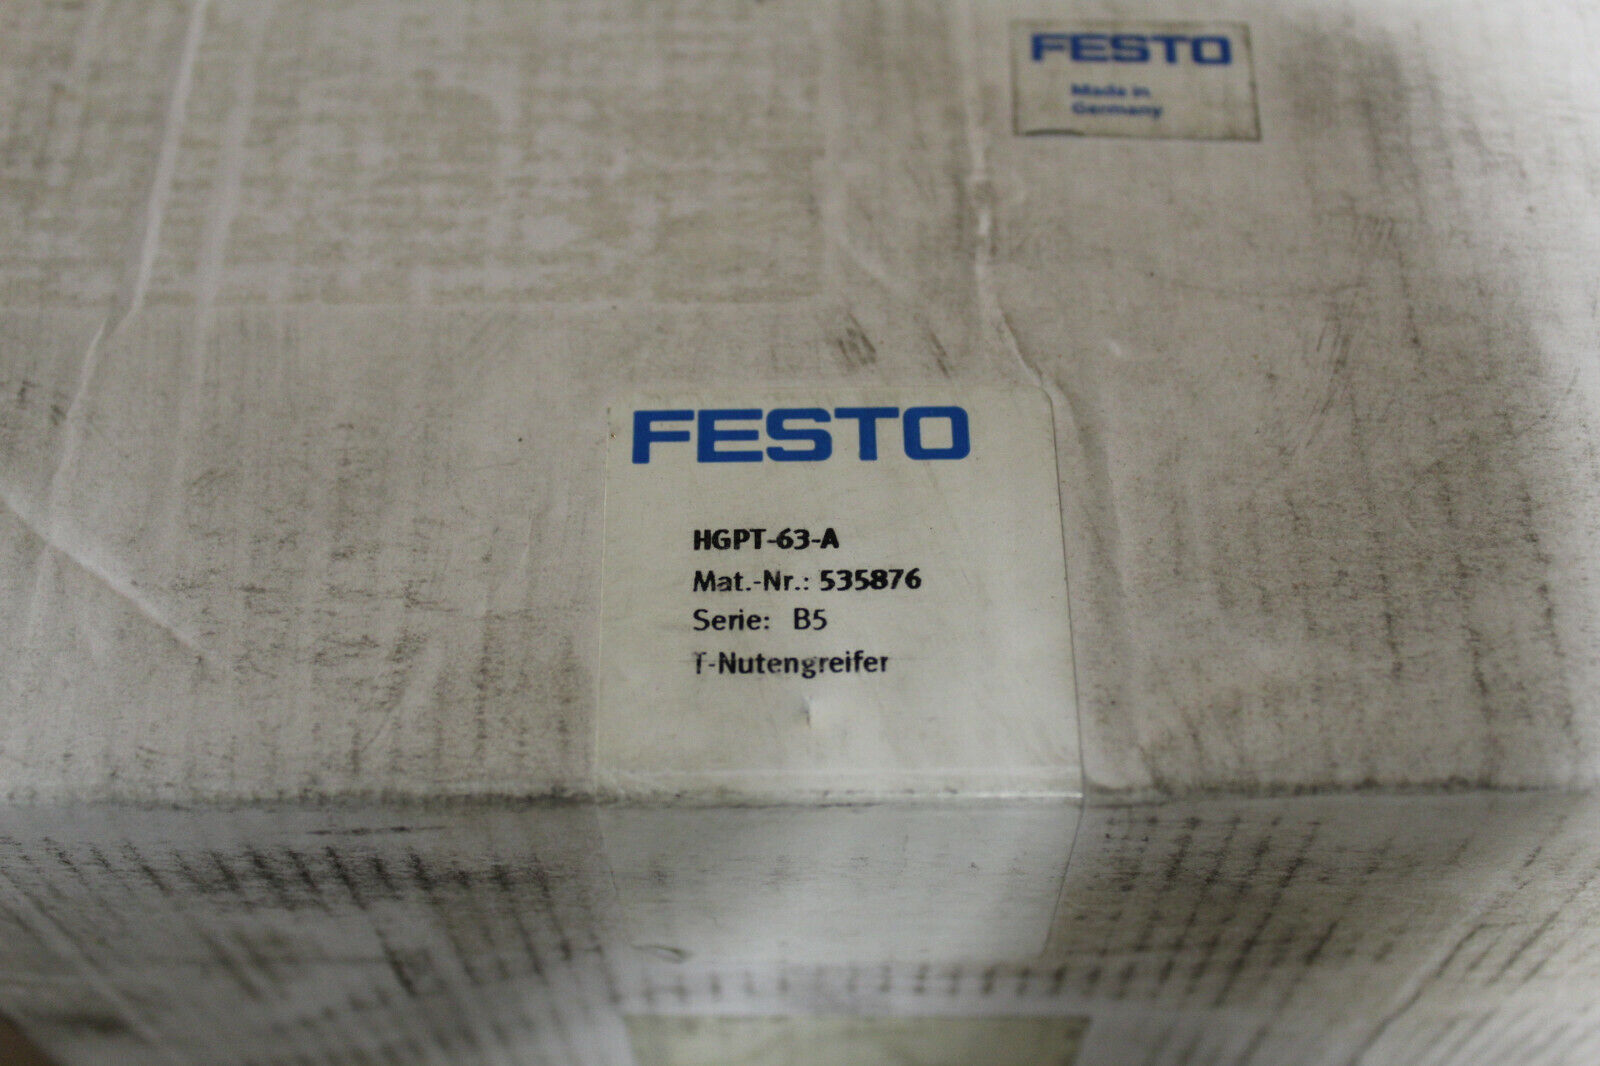 FESTO
Made in
Germany
FESTO
HGPT-63-A
Mat.-Nr.: 535876
Serie: B5
T-Nutengreifer